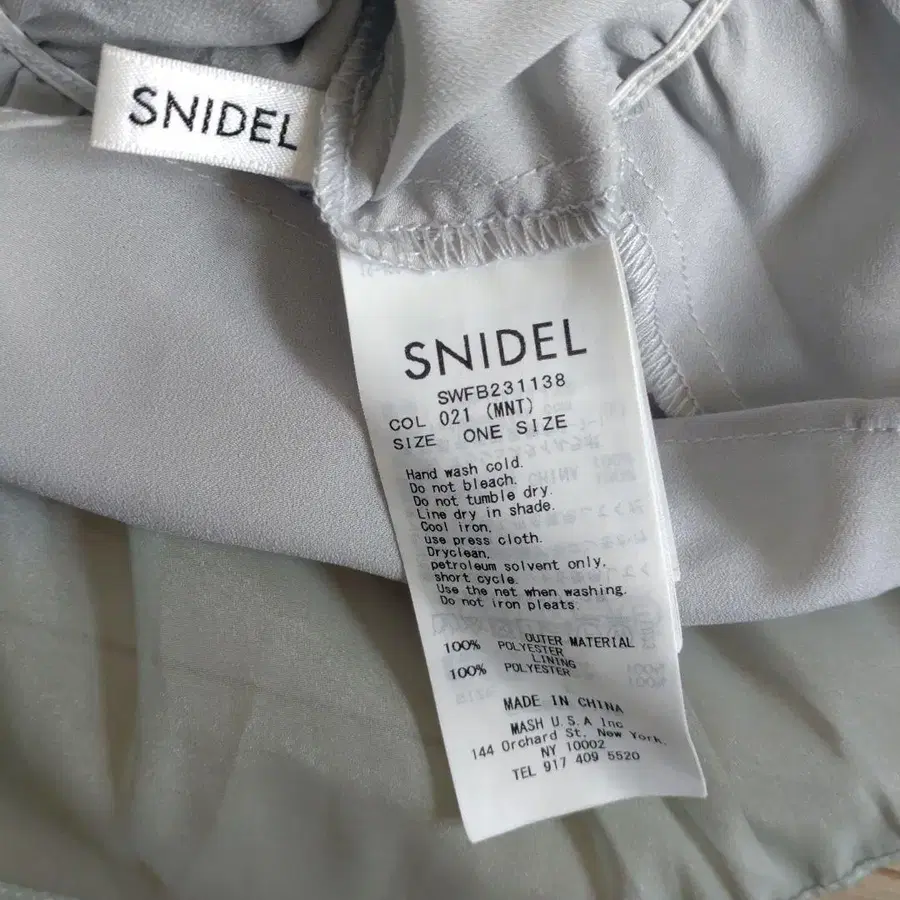 SNIDEL
SNIDEL
SWFB231138
COL 021 (MNT)
SIZE ONE SIZE
Hand wash cold.
Do not bleach.
Do not tumble dry.
Line dry in shade.
Cool iron,
use press cloth.
Dryclean,
petroleum solvent only,
short cycle.
Use the net when washing.
Do not iron pleats.
OUTER MATERIAL
100% POLYESTER
LINING
100% POLYESTER
MADE IN CHINA
MASH U.S.A Inc
144 Orchard St, New York,
NY 10002
TEL 917 409 5520